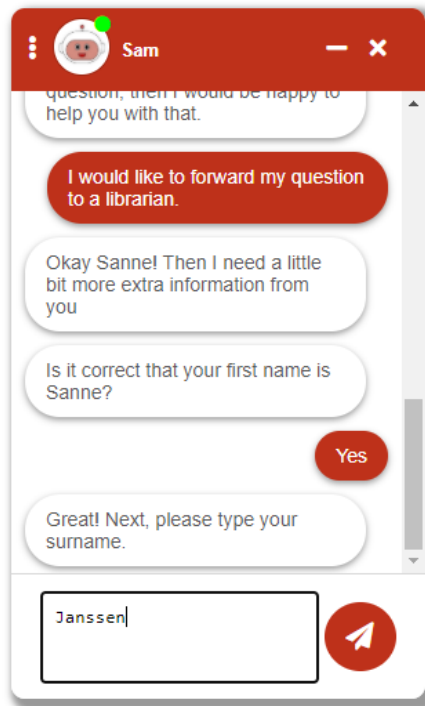 Sam
question, then I would be happy to
help you with that.
I would like to forward my question
to a librarian.
Okay Sanne! Then I need a little
bit more extra information from
you
Is it correct that your first name is
Sanne?
Yes
Great! Next, please type your
surname.
Janssen